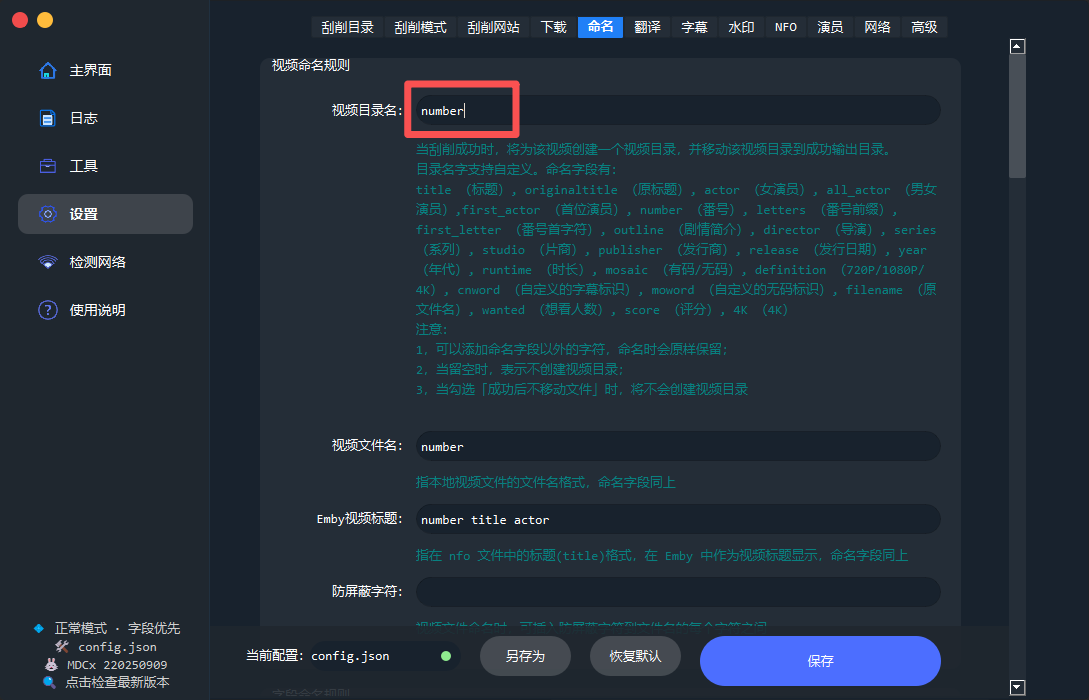 刮削目录 刮削模式 刮削网站 下载 命名 翻译 字幕 水印 NFO 演员 网络 高级
主界面
日志
工具
设置
检测网络
使用说明
正常模式 · 字段优先
config.json
MDCx 220250909
点击检查最新版本
视频命名规则
视频目录名: number
当刮削成功时，将为该视频创建一个视频目录，并移动该视频目录到成功输出目录。
目录名字支持自定义。命名字段有:
title （标题）, originaltitle （原标题）, actor （女演员）, all_actor （男女
演员）,first_actor （首位演员）, number （番号）, letters （番号前缀）,
first_letter （番号首字符）, outline （剧情简介）, director （导演）, series
（系列）, studio （片商）, publisher （发行商）, release （发行日期）, year
（年代）, runtime （时长）, mosaic （有码/无码）, definition （720P/1080P/
4K）, cnword （自定义的字幕标识）, moword （自定义的无码标识）, filename （原
文件名）, wanted （想看人数）, score （评分）, 4K （4K）
注意:
1，可以添加命名字段以外的字符，命名时会原样保留;
2，当留空时，表示不创建视频目录;
3，当勾选「成功后不移动文件」时，将不会创建视频目录
视频文件名: number
指本地视频文件的文件名格式，命名字段同上
Emby视频标题: number title actor
指在 nfo 文件中的标题(title)格式，在 Emby 中作为视频标题显示，命名字段同上
防屏蔽字符:
当前配置: config.json 另存为 恢复默认 保存
字段命名规则